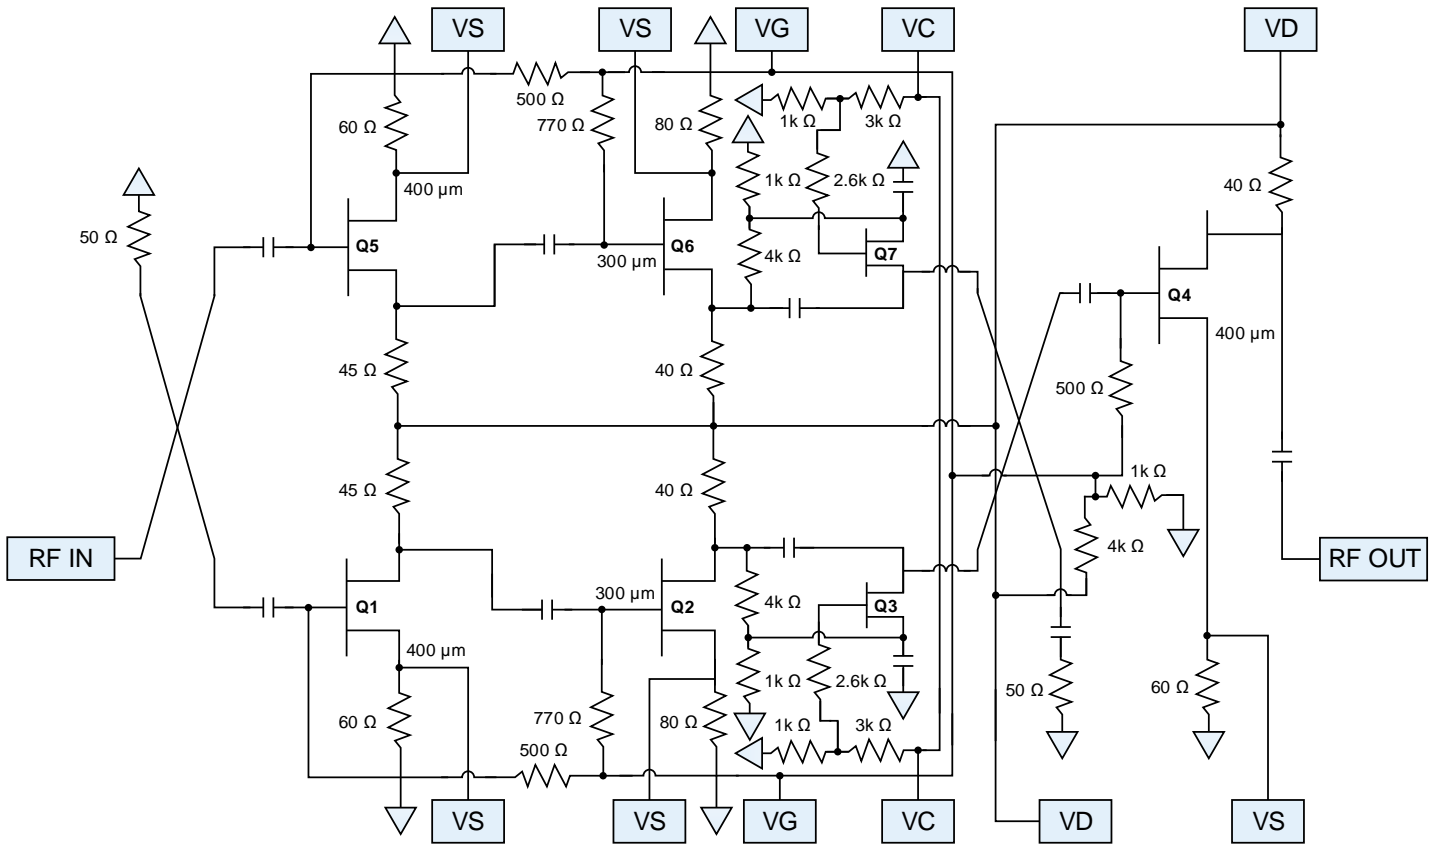 VS
VS
VG
VC
VD
500 Ω
60 Ω
770 Ω
80 Ω
1k Ω
3k Ω
400 µm
1k Ω
2.6k Ω
40 Ω
50 Ω
Q5
Q6
300 µm
4k Ω
Q7
Q4
400 µm
45 Ω
40 Ω
500 Ω
45 Ω
40 Ω
1k Ω
RF IN
4k Ω
RF OUT
Q1
300 µm
Q2
4k Ω
Q3
400 µm
1k Ω
2.6k Ω
50 Ω
60 Ω
60 Ω
770 Ω
80 Ω
1k Ω
3k Ω
500 Ω
VS
VS
VG
VC
VD
VS